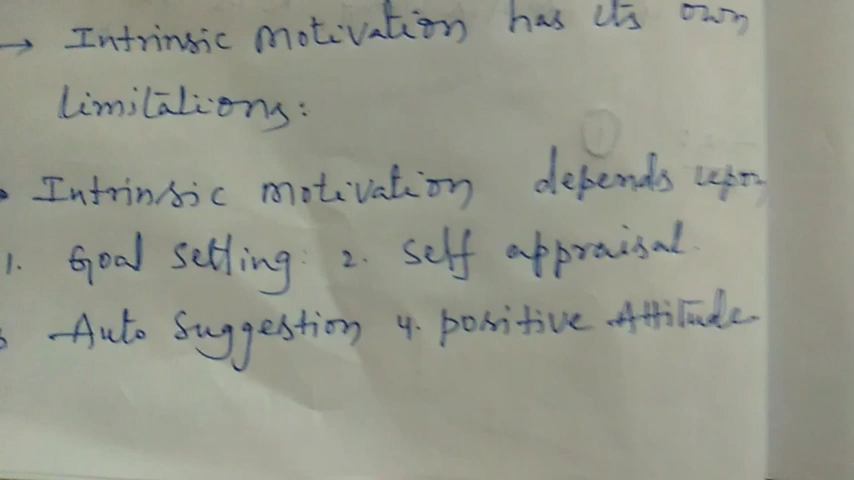 → Intrinsic motivation has its own
limitations:
• Intrinsic motivation depends upon
1. Goal setting: 2. Self appraisal.
3 Auto Suggestion 4. positive Attitude.